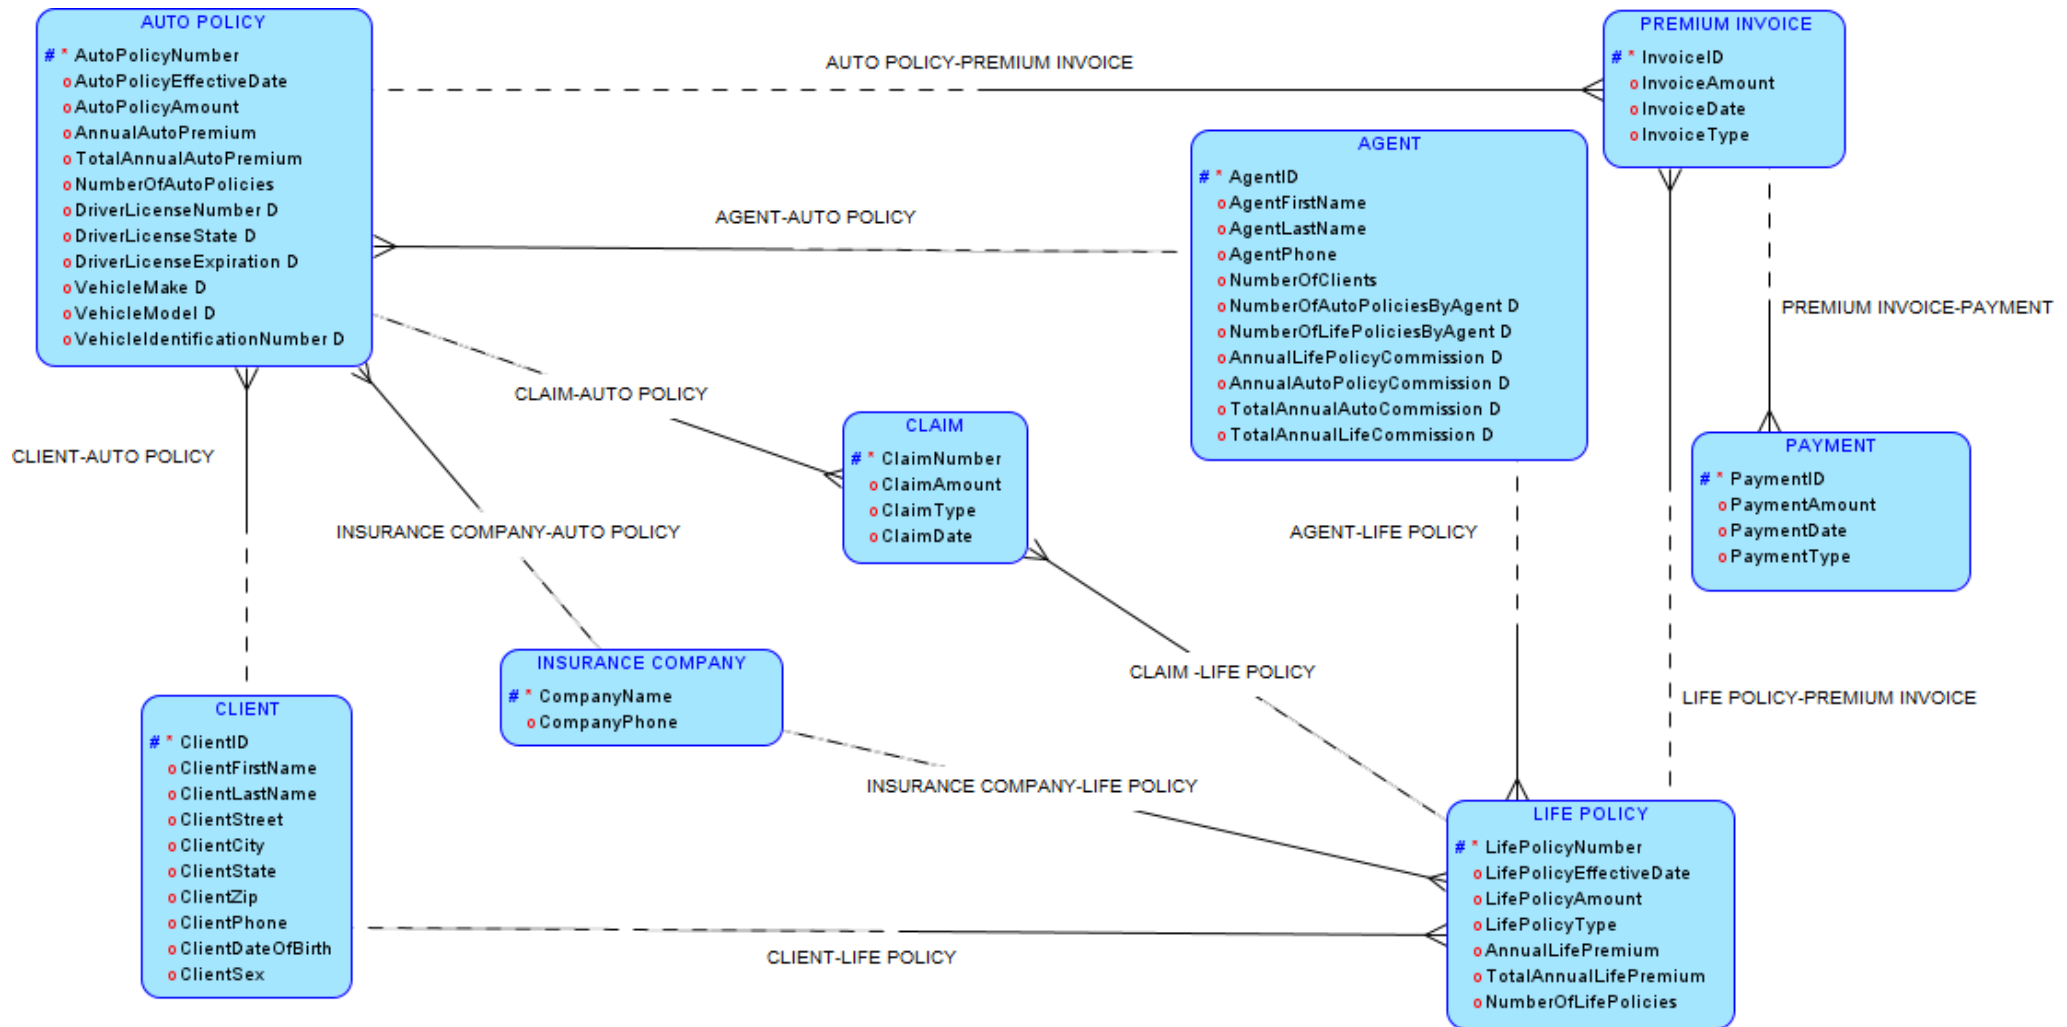 AUTO POLICY
# * AutoPolicyNumber
o AutoPolicyEffectiveDate
o AutoPolicyAmount
o AnnualAutoPremium
o TotalAnnualAutoPremium
o NumberOfAutoPolicies
o DriverLicenseNumber D
o DriverLicenseState D
o DriverLicenseExpiration D
o VehicleMake D
o VehicleModel D
o VehicleIdentificationNumber D
AUTO POLICY-PREMIUM INVOICE
PREMIUM INVOICE
# * InvoiceID
o InvoiceAmount
o InvoiceDate
o InvoiceType
AGENT-AUTO POLICY
AGENT
# * AgentID
o AgentFirstName
o AgentLastName
o AgentPhone
o NumberOfClients
o NumberOfAutoPoliciesByAgent D
o NumberOfLifePoliciesByAgent D
o AnnualLifePolicyCommission D
o AnnualAutoPolicyCommission D
o TotalAnnualAutoCommission D
o TotalAnnualLifeCommission D
PREMIUM INVOICE-PAYMENT
CLAIM-AUTO POLICY
CLAIM
# * ClaimNumber
o ClaimAmount
o ClaimType
o ClaimDate
PAYMENT
# * PaymentID
o PaymentAmount
o PaymentDate
o PaymentType
CLIENT-AUTO POLICY
INSURANCE COMPANY-AUTO POLICY
AGENT-LIFE POLICY
INSURANCE COMPANY
# * CompanyName
o CompanyPhone
CLAIM -LIFE POLICY
LIFE POLICY-PREMIUM INVOICE
CLIENT
# * ClientID
o ClientFirstName
o ClientLastName
o ClientStreet
o ClientCity
o ClientState
o ClientZip
o ClientPhone
o ClientDateOfBirth
o ClientSex
INSURANCE COMPANY-LIFE POLICY
CLIENT-LIFE POLICY
LIFE POLICY
# * LifePolicyNumber
o LifePolicyEffectiveDate
o LifePolicyAmount
o LifePolicyType
o AnnualLifePremium
o TotalAnnualLifePremium
o NumberOfLifePolicies